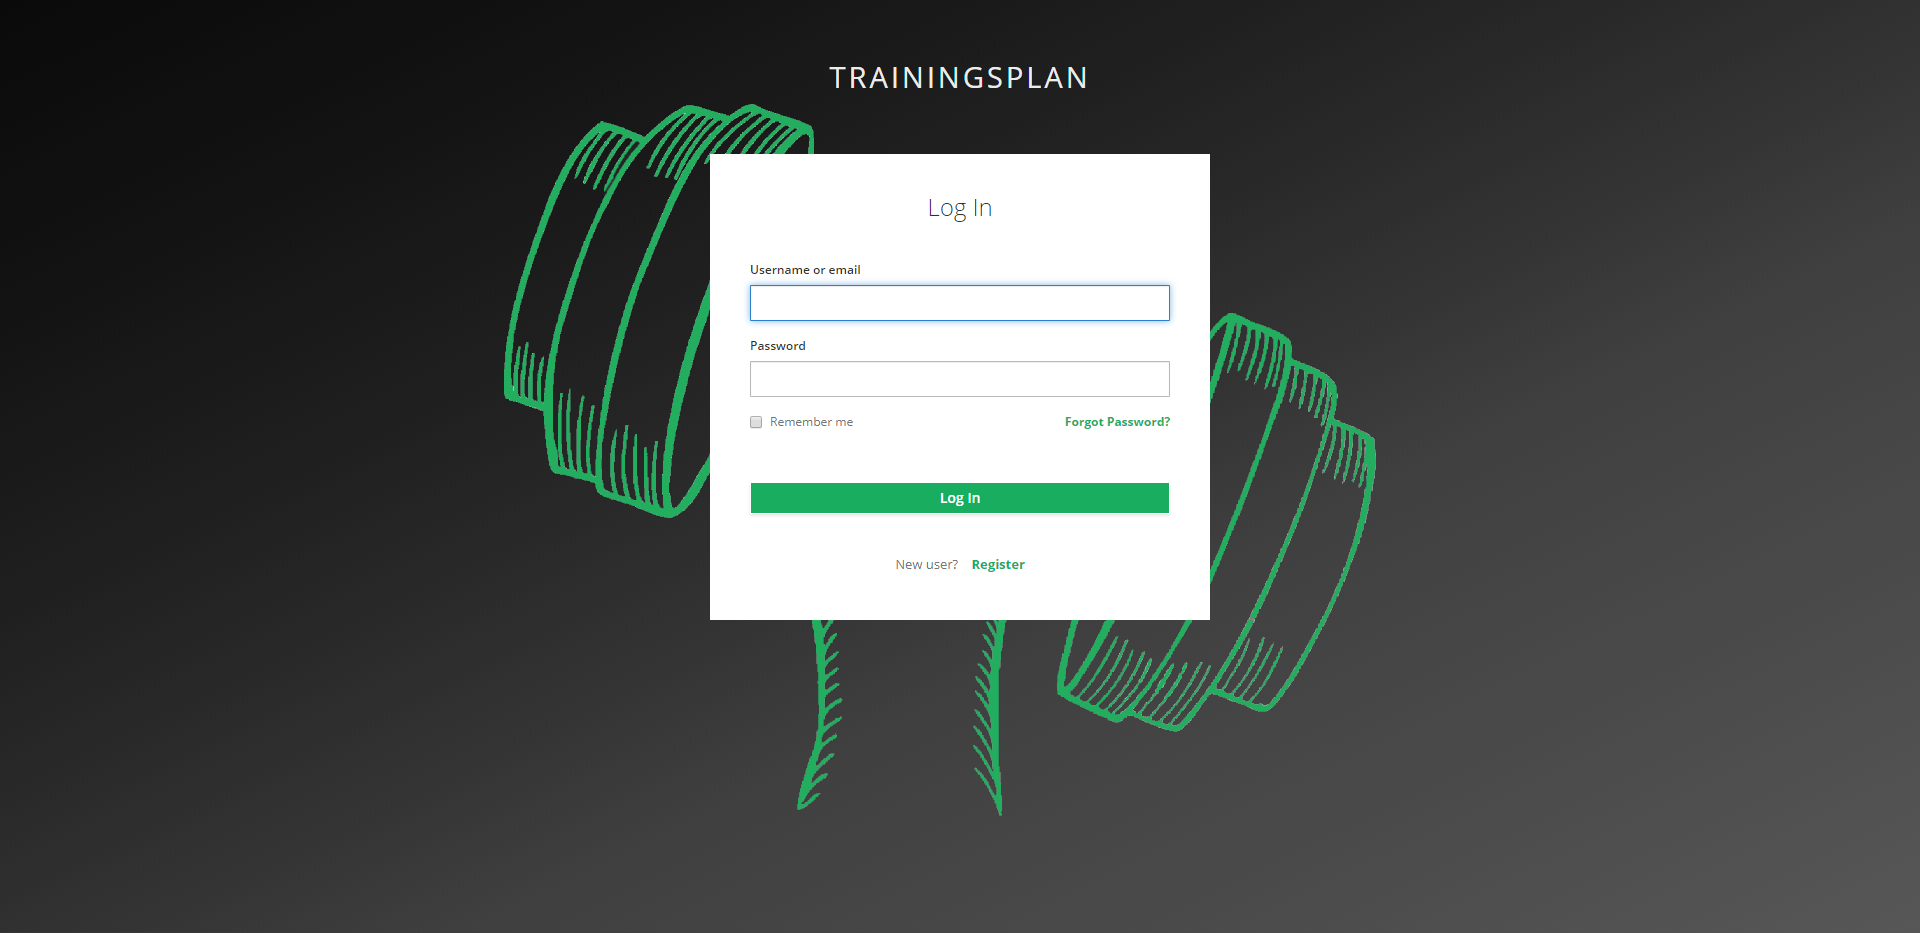 TRAININGSPLAN
Log In
Username or email
Password
Remember me
Forgot Password?
Log In
New user? Register